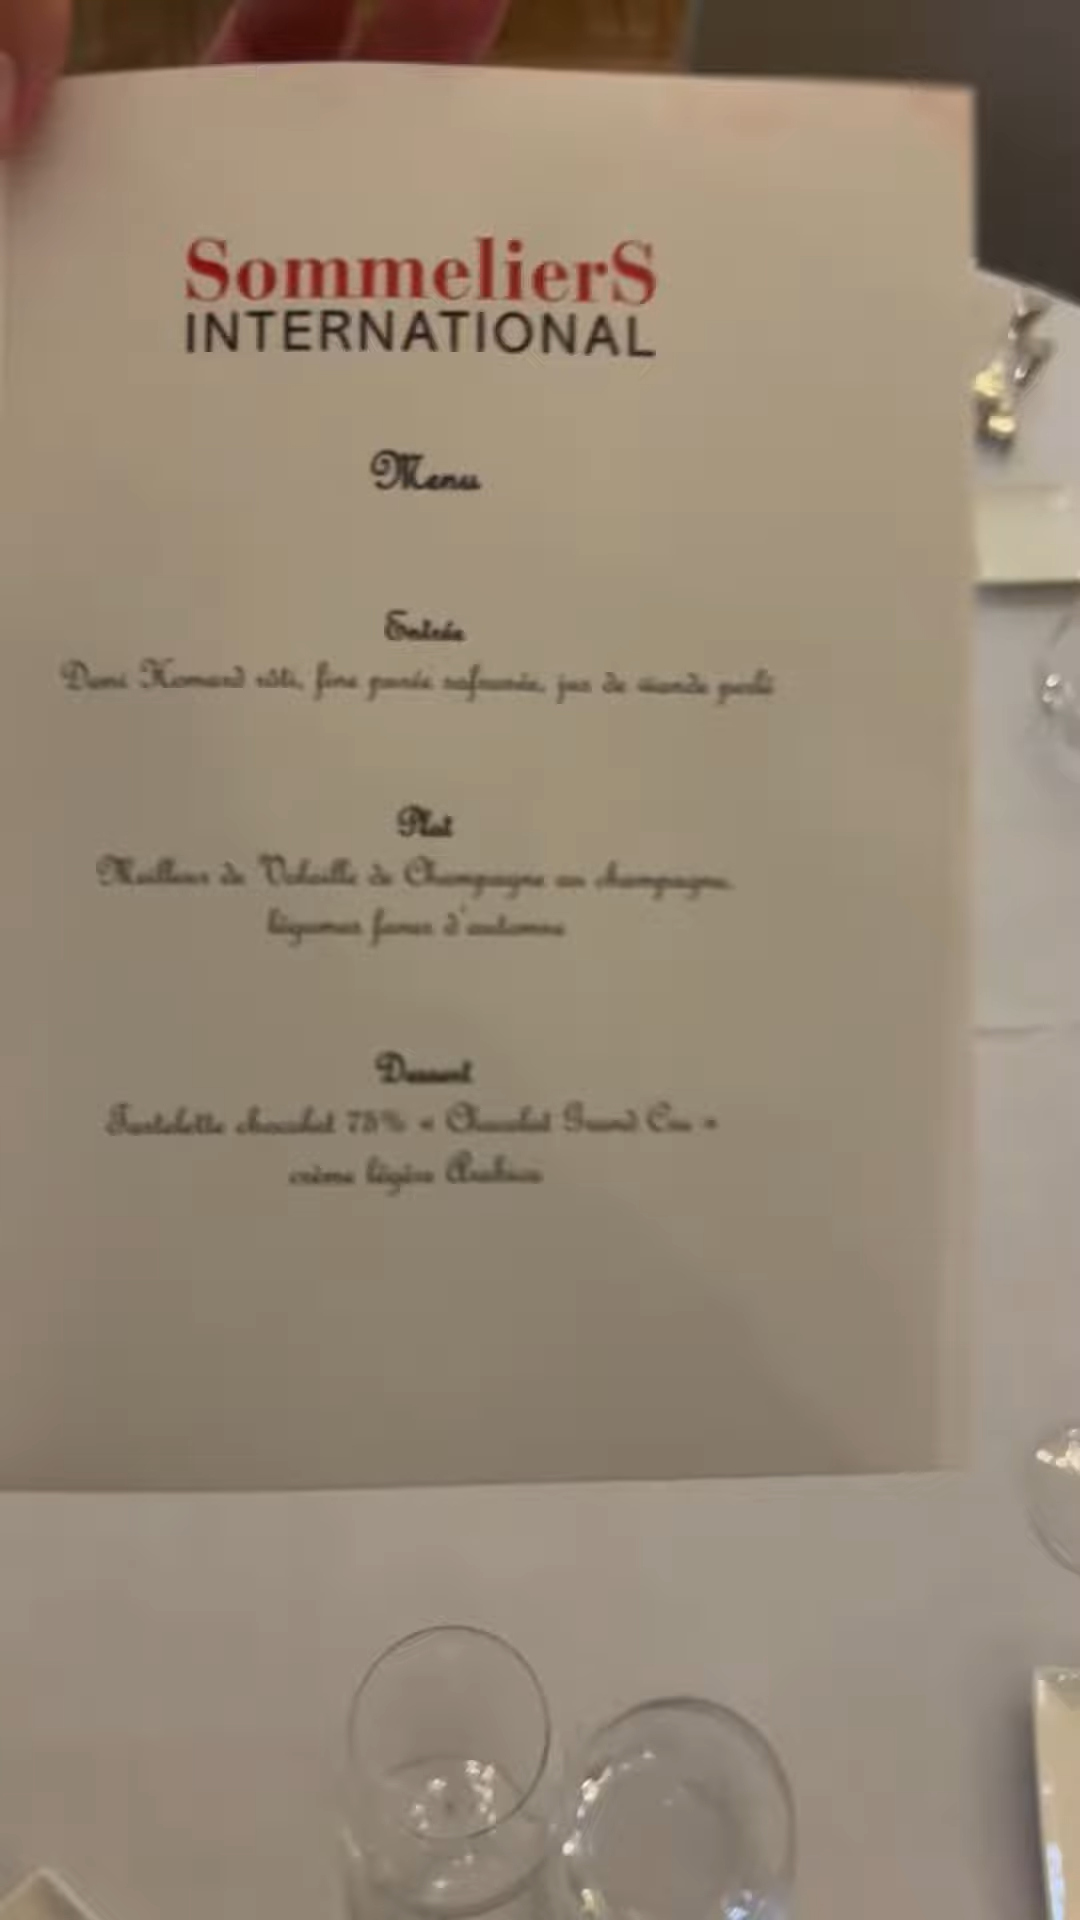 SommelierS
INTERNATIONAL
Menu
Entrée
Demi Homard rôti, fine purée safranée, jus de viande perlé
Plat
Meilleur de Volaille de Champagne au champagne,
légumes fanes d'automne
Dessert
Tartelette chocolat 75% « Chocolat Grand Cru »
crème légère Arabica